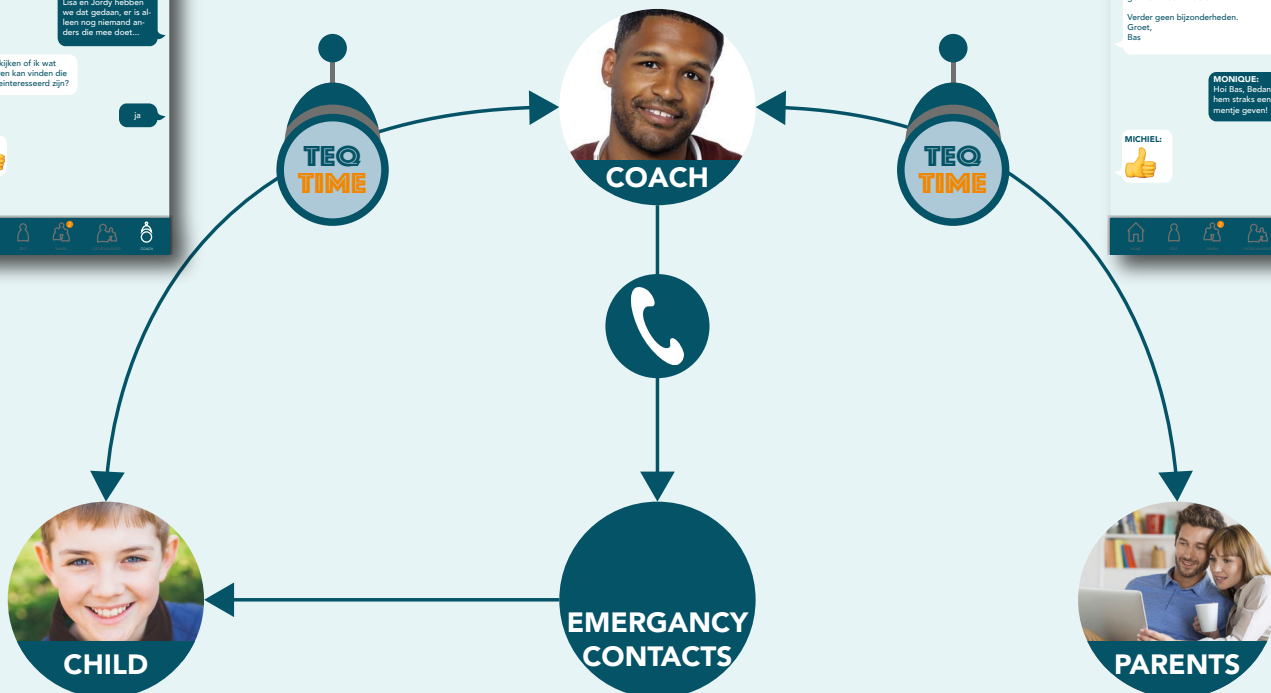 Lisa en Jordy hebben
we dat gedaan, er is al-
leen nog niemand an-
ders die mee doet...
kijken of ik wat
en kan vinden die
einteresseerd zijn?
ja
COACH
TEQ
TIME
COACH
TEQ
TIME
Verder geen bijzonderheden.
Groet,
Bas
MONIQUE:
Hoi Bas, Bedan
hem straks een
mentje geven!
MICHIEL:
CHILD
EMERGANCY
CONTACTS
PARENTS